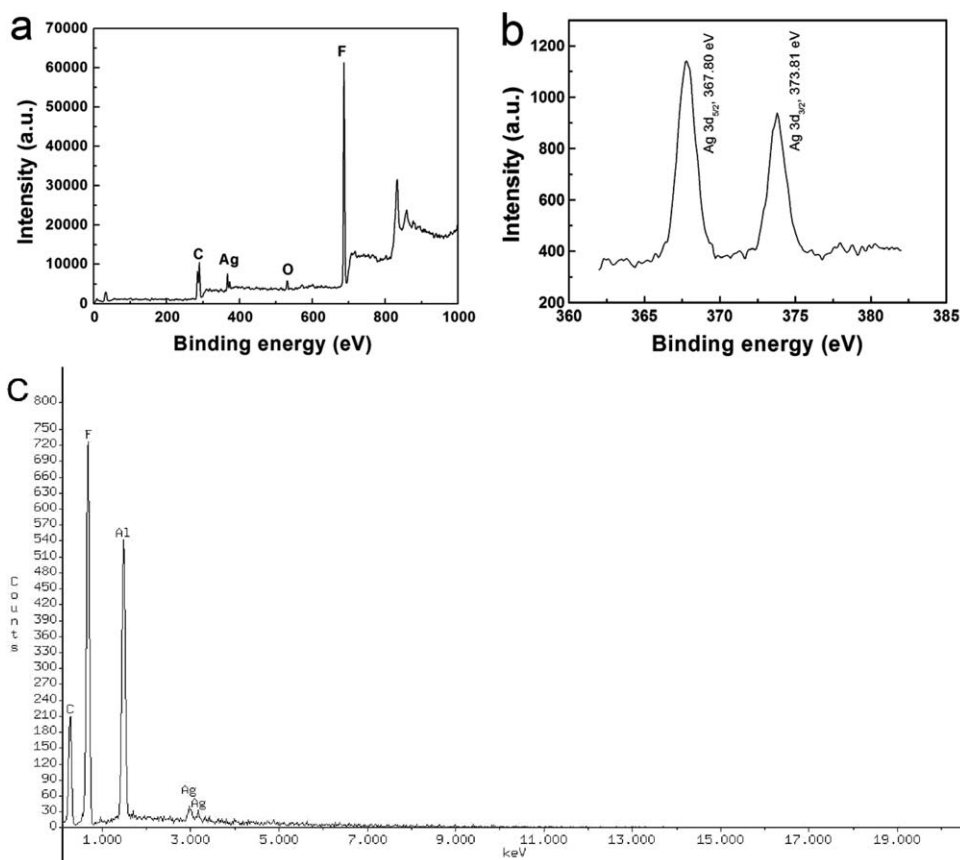 a
70000
60000
50000
40000
30000
20000
10000
0
Intensity (a.u.)
C
Ag
O
F
0 200 400 600 800 1000
Binding energy (eV)
b
1200
1000
800
600
400
200
Intensity (a.u.)
Ag 3d5/2, 367.80 eV
Ag 3d3/2, 373.81 eV
360 365 370 375 380 385
Binding energy (eV)
C
800
750
720
690
660
630
600
570
540
510
480
450
420
390
360
330
300
270
240
210
180
150
120
90
60
30
0
Counts
C
F
Al
Ag
Ag
1.000 3.000 5.000 7.000 9.000 11.000 13.000 15.000 17.000 19.000
keV